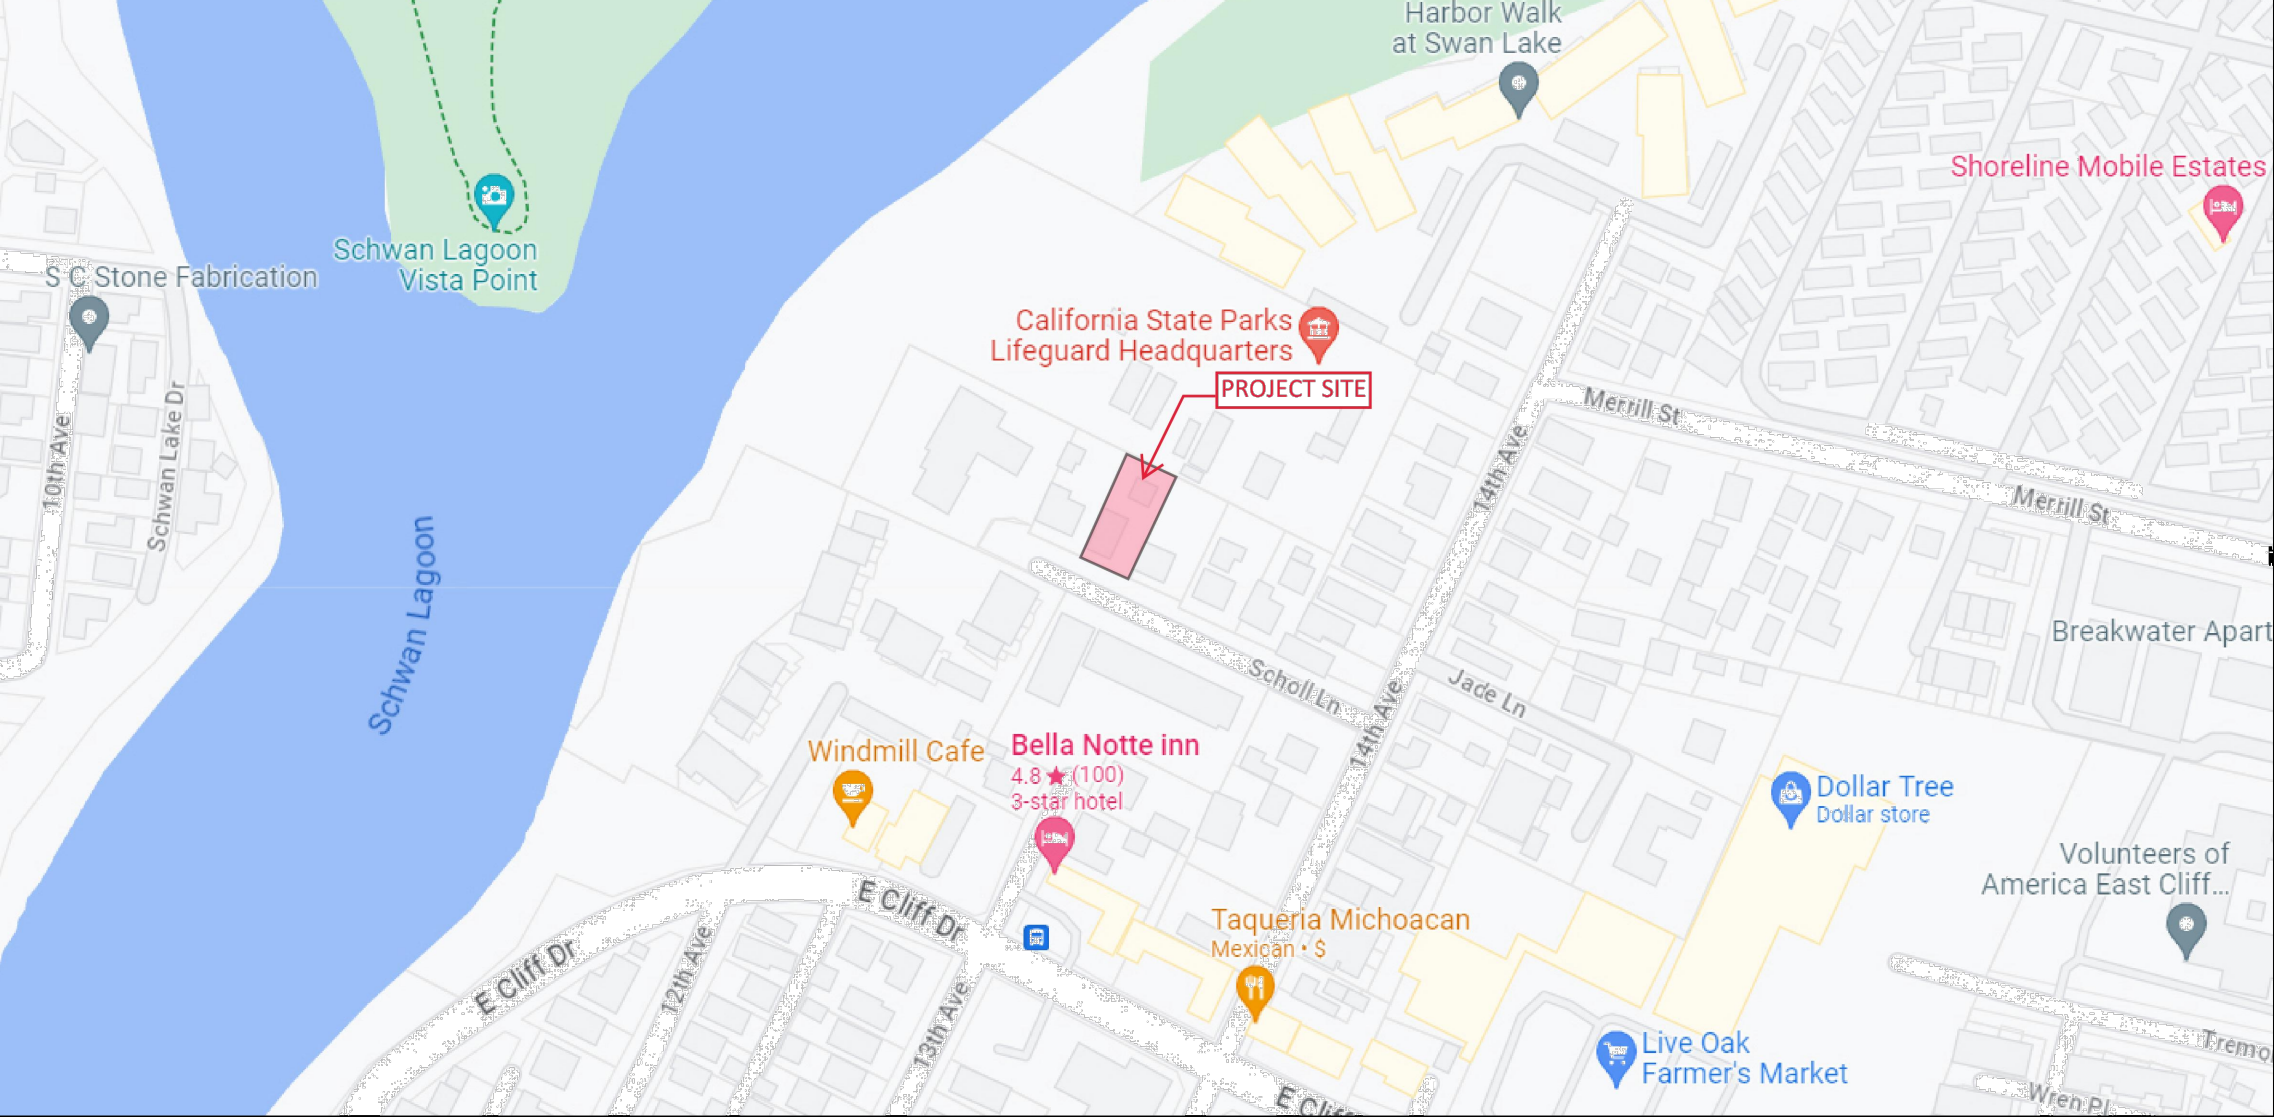 Harbor Walk
at Swan Lake
Shoreline Mobile Estates
Schwan Lagoon
Vista Point
S C Stone Fabrication
California State Parks
Lifeguard Headquarters
PROJECT SITE
Merrill St
10th Ave
Schwan Lake Dr
14th Ave
Merrill St
Schwan Lagoon
Breakwater Apart
Scholl Ln
Jade Ln
14th Ave
Windmill Cafe
Bella Notte inn
4.8 ★ (100)
3-star hotel
Dollar Tree
Dollar store
Volunteers of
America East Cliff...
E Cliff Dr
Taqueria Michoacan
Mexican • $
E Cliff Dr
12th Ave
13th Ave
Live Oak
Farmer's Market
Tremo
Wren Pl
E Cliff